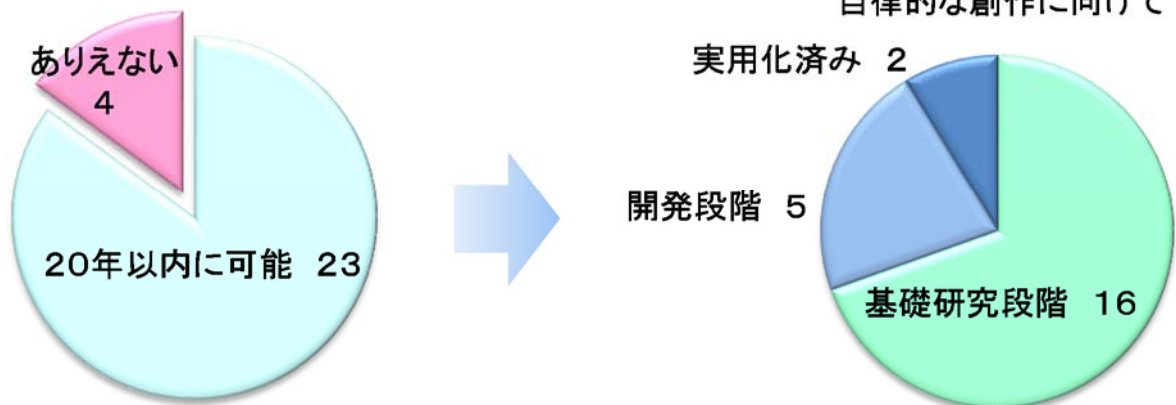 自律的な創作に向けて
ありえない
4
20年以内に可能 23
実用化済み 2
開発段階 5
基礎研究段階 16